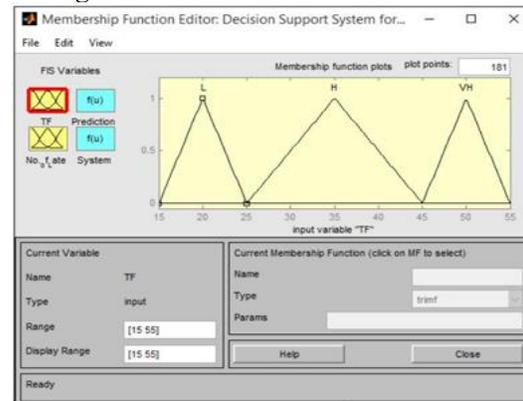 Membership Function Editor: Decision Support System for...
File Edit View
FIS Variables
TF
Prediction
No._of_Late
System
f(u)
f(u)
Membership function plots
plot points:
181
L
H
VH
1
0.5
0
15 20 25 30 35 40 45 50 55
input variable "TF"
Current Variable
Name TF
Type input
Range [15 55]
Display Range [15 55]
Current Membership Function (click on MF to select)
Name
Type trimf
Params
Help
Close
Ready